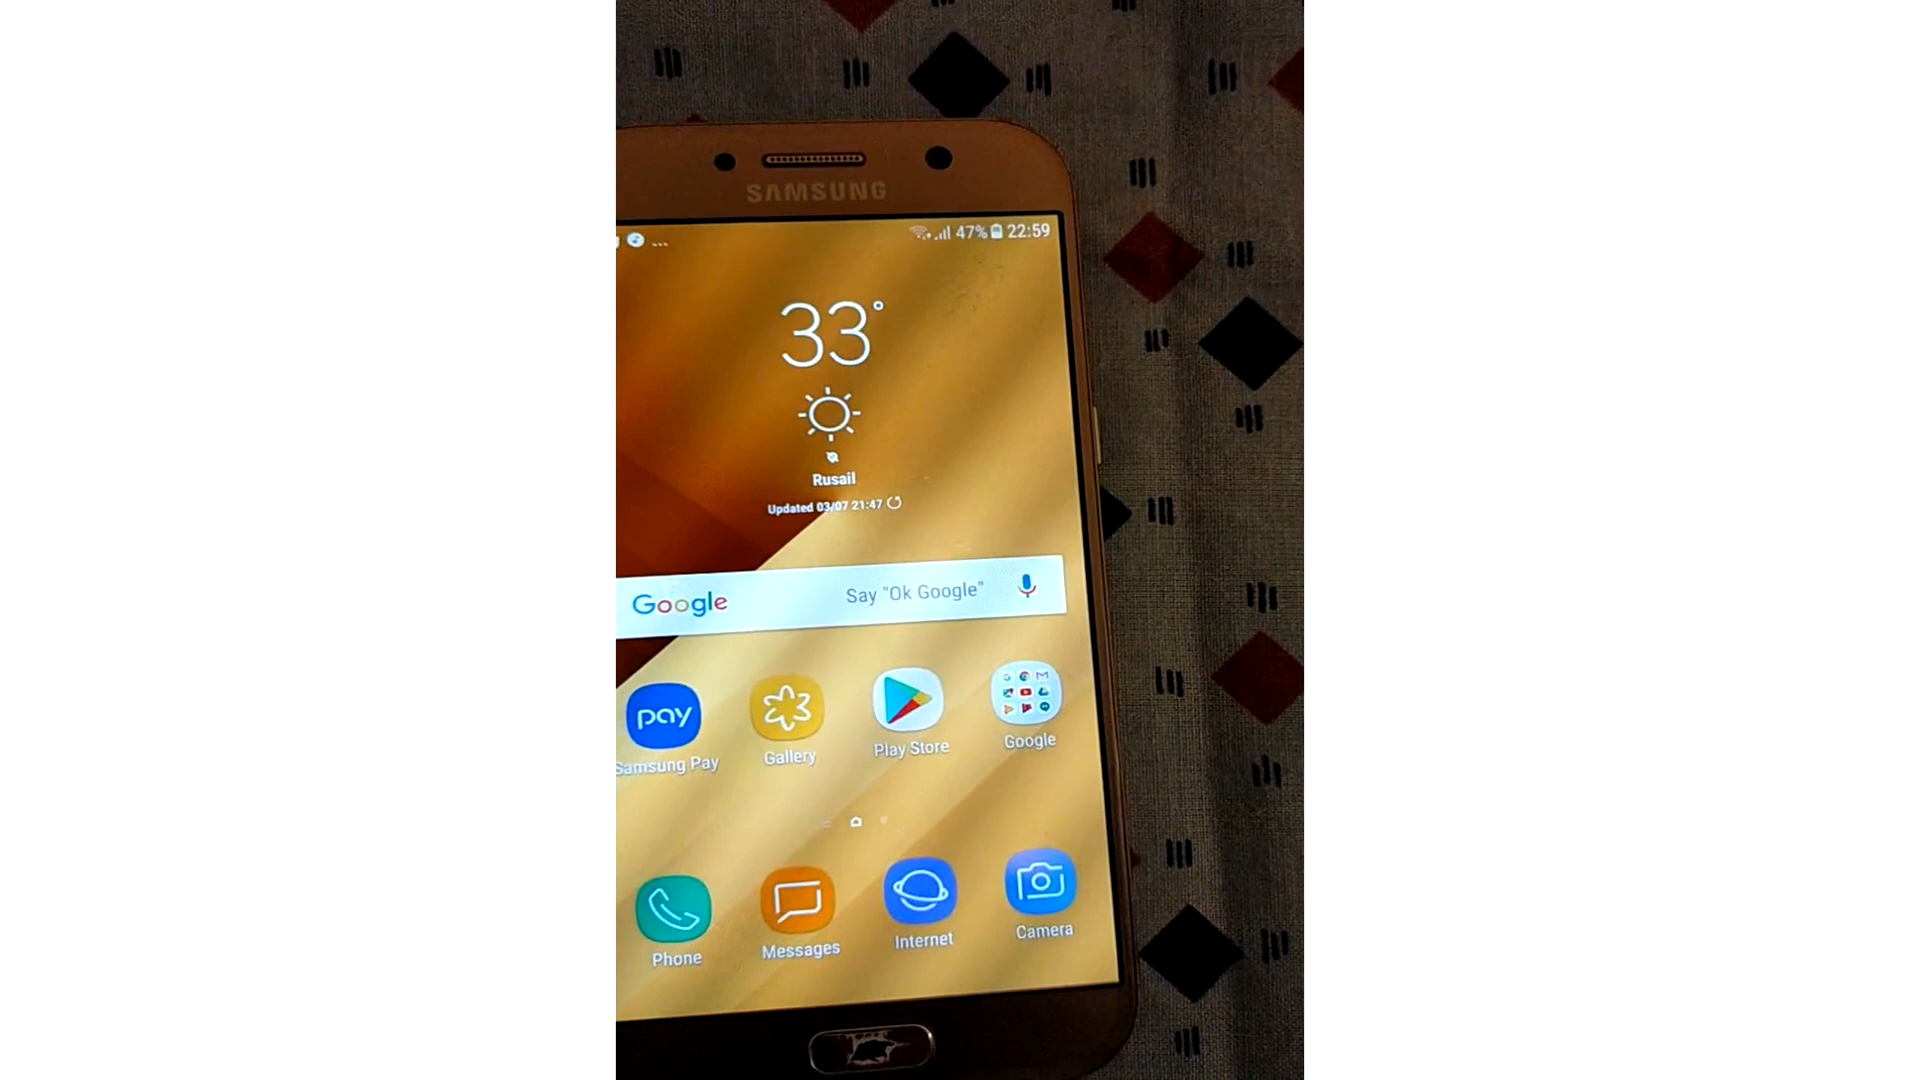 SAMSUNG
47% 22:59
33°
Rusail
Updated 03/07 21:47
Google Say "Ok Google"
pay
Samsung Pay
Gallery
Play Store
Google
Phone
Messages
Internet
Camera